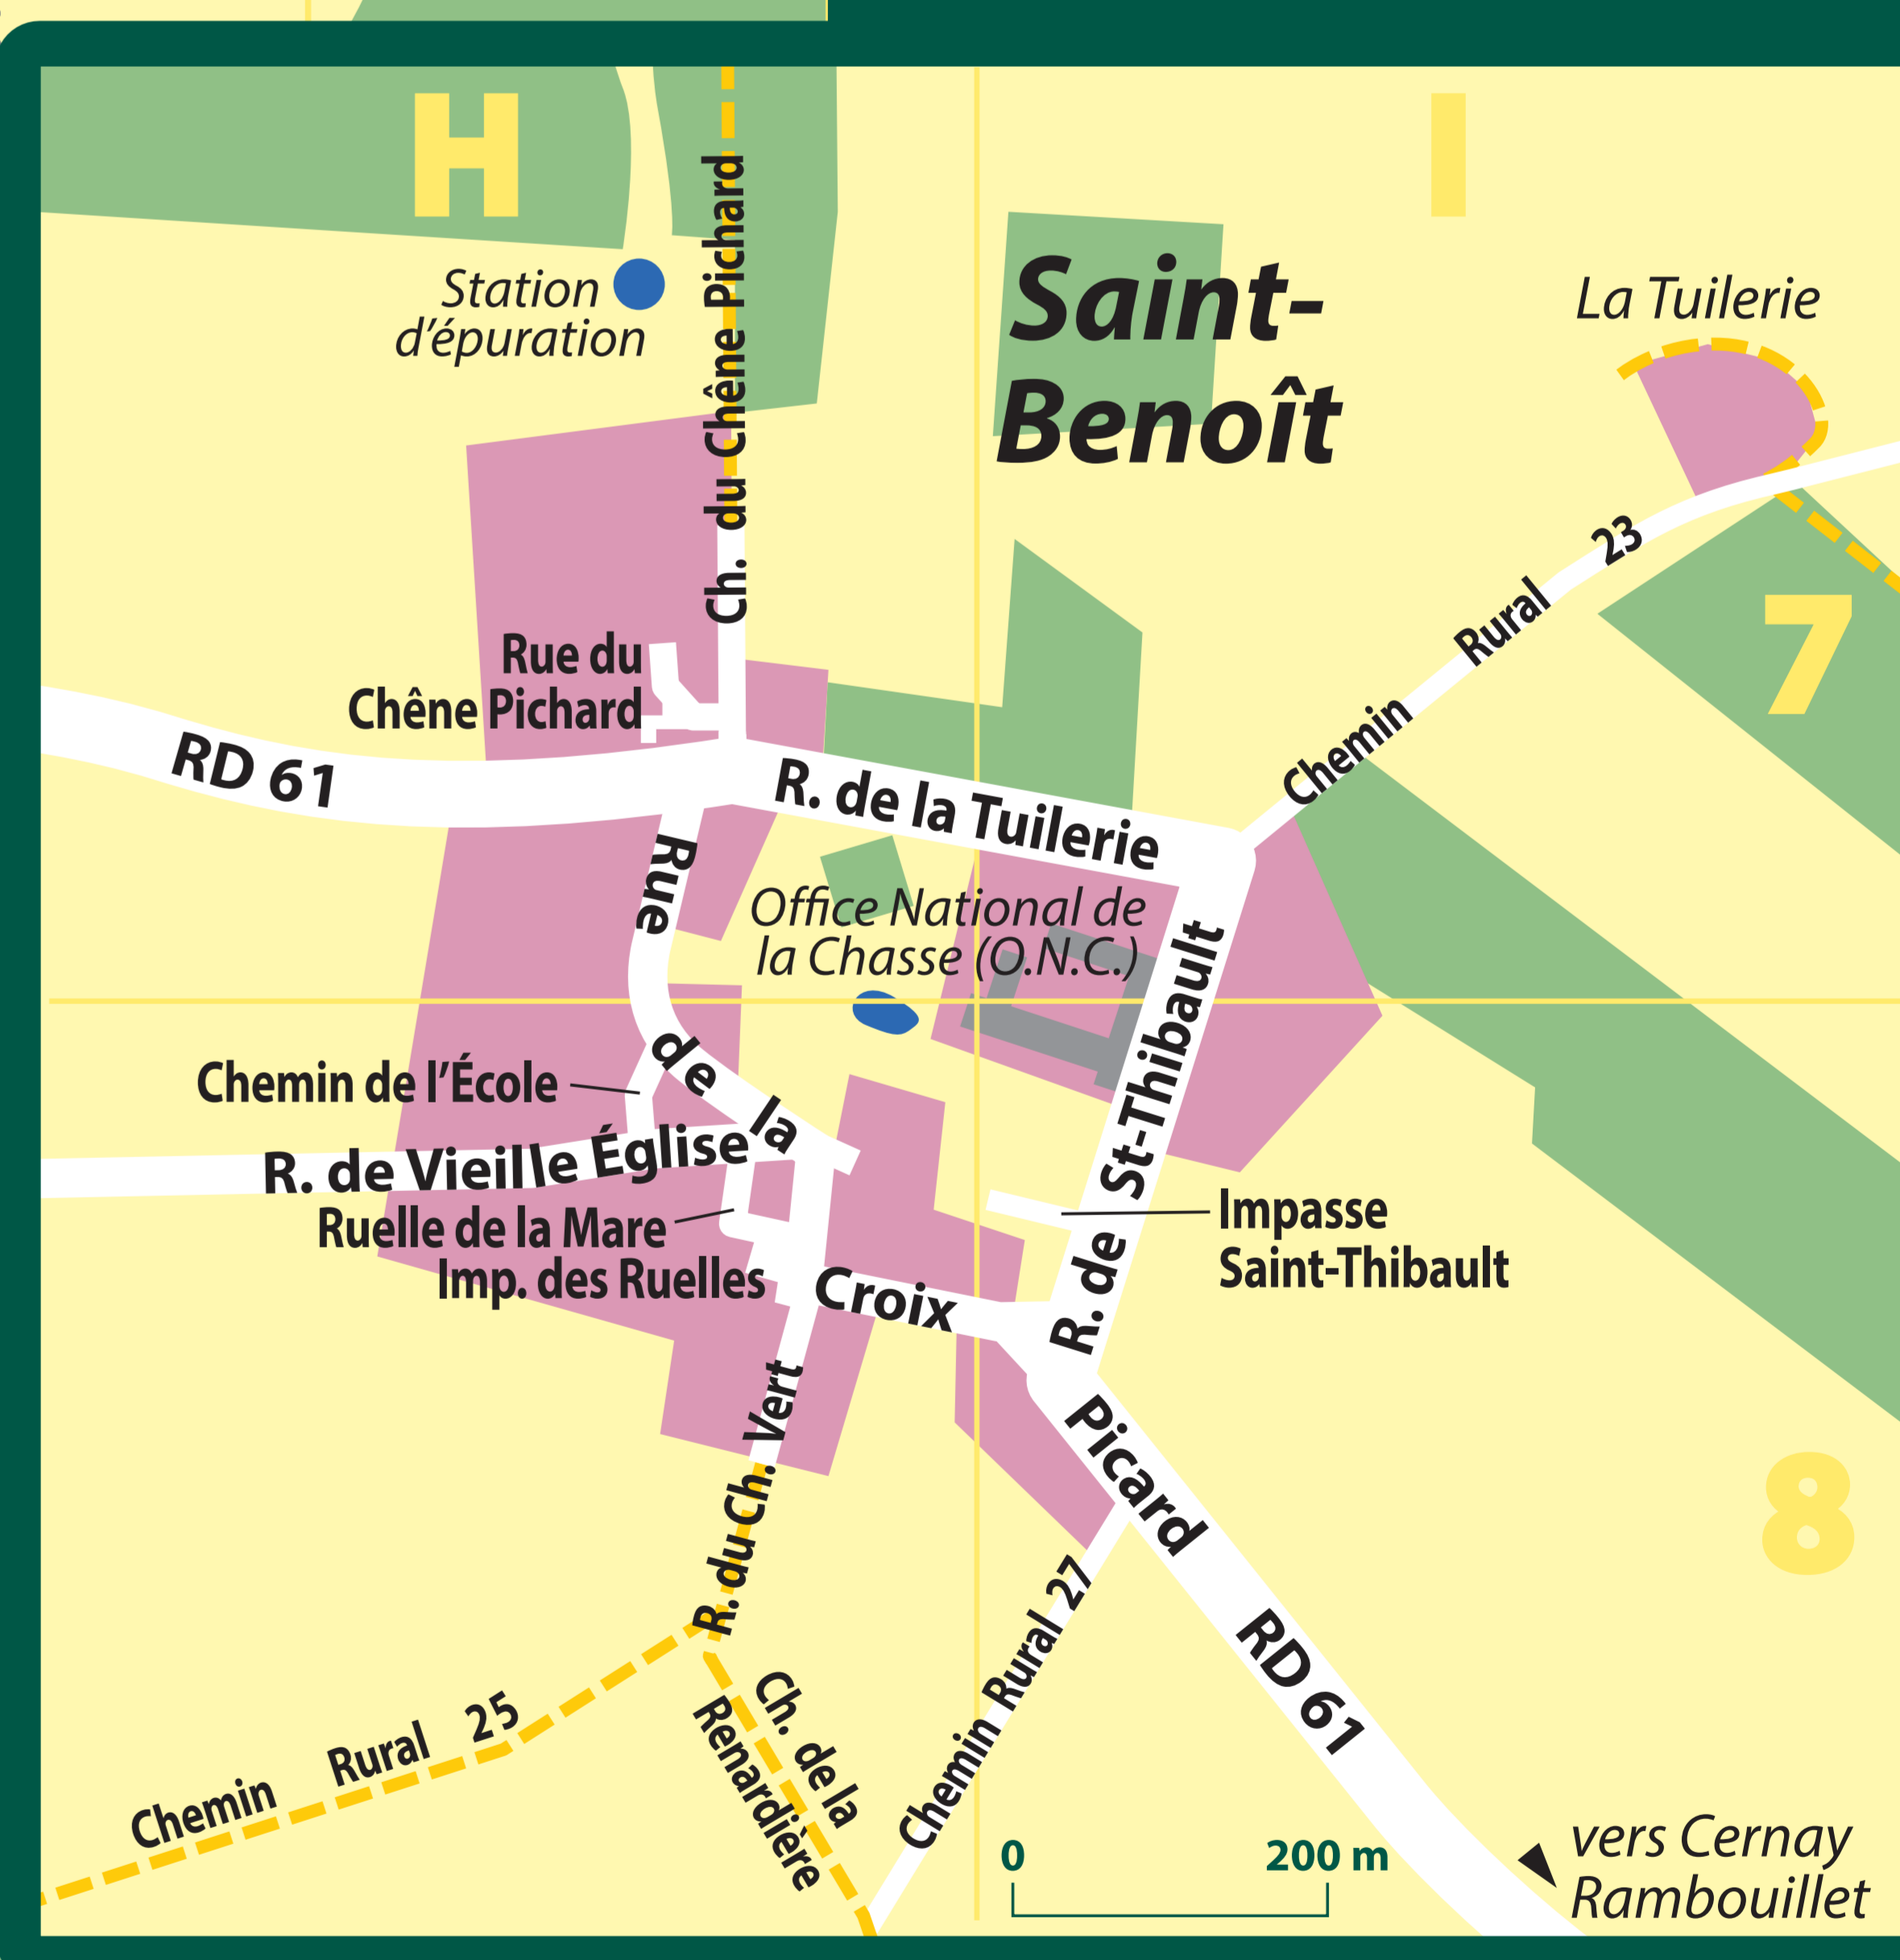 H
I
Station
d'épuration
Ch. du Chêne Pichard
Saint-
Benoît
La Tuilerie
Chemin Rural 23
7
Rue du
Chêne Pichard
RD 61
R. de la Tuilerie
Office National de
la Chasse (O.N.C.)
Rue de la Croix Picard
R. de St-Thibault
Chemin de l'École
R. de Vieille Église
Ruelle de la Mare
Imp. des Ruelles
Impasse
Saint-Thibault
R. du Ch. Vert
8
RD 61
Chemin Rural 27
Chemin Rural 25
Ch. de la
Renardière
0 200 m
vers Cernay
Rambouillet